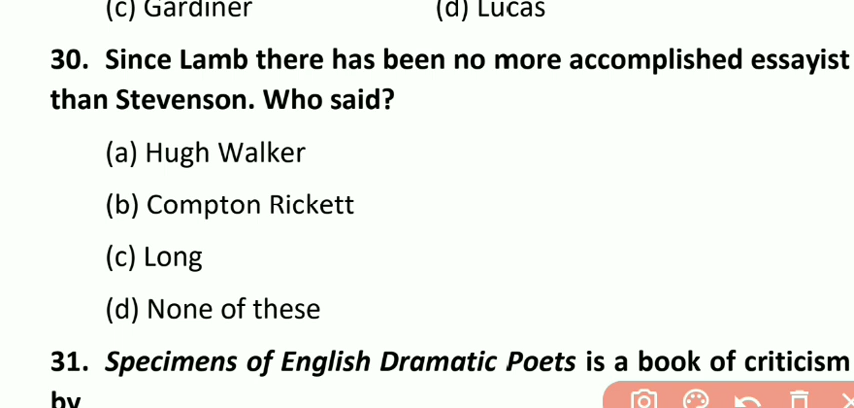 (c) Gardiner (d) Lucas
30. Since Lamb there has been no more accomplished essayist
than Stevenson. Who said?
(a) Hugh Walker
(b) Compton Rickett
(c) Long
(d) None of these
31. Specimens of English Dramatic Poets is a book of criticism
by